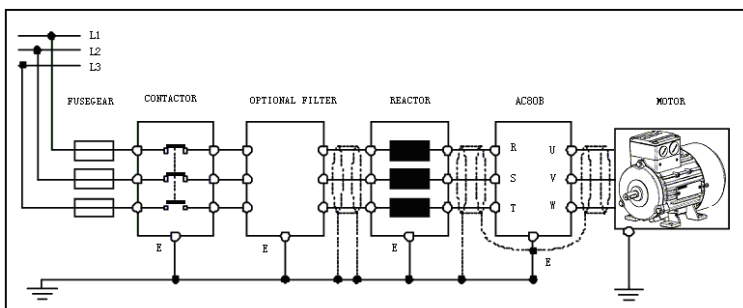 L1
L2
L3
FUSEGEAR CONTACTOR OPTIONAL FILTER REACTOR AC80B MOTOR
R U
S V
T W
E E E E